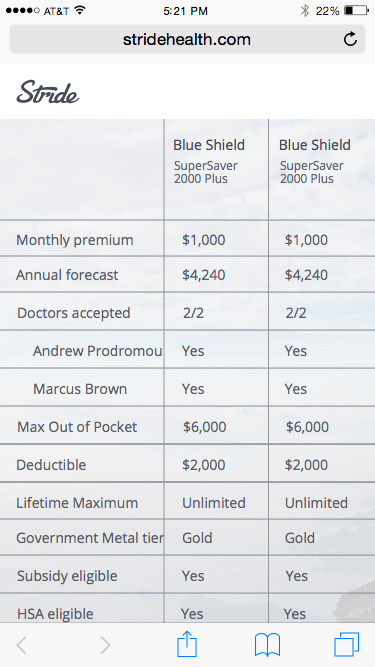 AT&T 5:21 PM 22%
stridehealth.com
Stride
Blue Shield Blue Shield
SuperSaver SuperSaver
2000 Plus 2000 Plus
Monthly premium $1,000 $1,000
Annual forecast $4,240 $4,240
Doctors accepted 2/2 2/2
Andrew Prodromou Yes Yes
Marcus Brown Yes Yes
Max Out of Pocket $6,000 $6,000
Deductible $2,000 $2,000
Lifetime Maximum Unlimited Unlimited
Government Metal tier Gold Gold
Subsidy eligible Yes Yes
HSA eligible Yes Yes